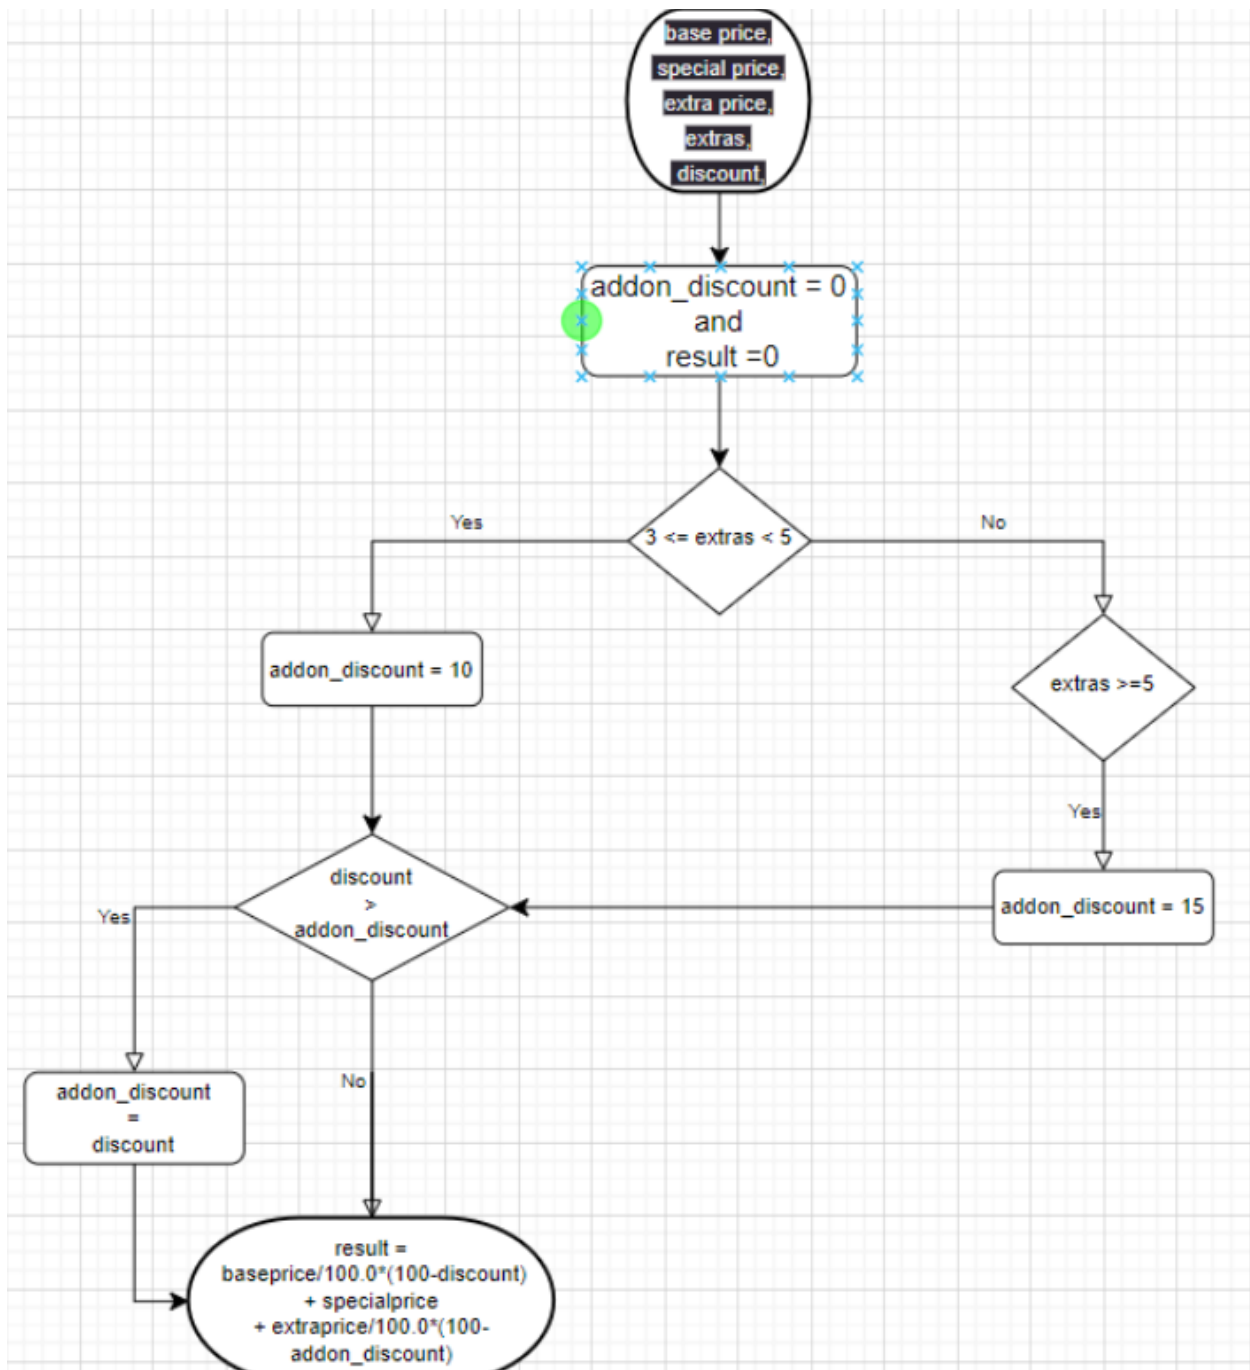 base price,
special price,
extra price,
extras,
discount,
addon_discount = 0
and
result =0
3 <= extras < 5
Yes
No
addon_discount = 10
extras >=5
Yes
addon_discount = 15
discount
>
addon_discount
Yes
No
addon_discount
=
discount
result =
baseprice/100.0*(100-discount)
+ specialprice
+ extraprice/100.0*(100-
addon_discount)